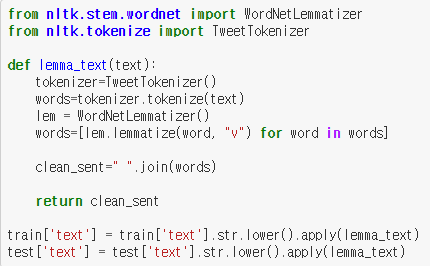 from nltk.stem.wordnet import WordNetLemmatizer
from nltk.tokenize import TweetTokenizer

def lemma_text(text):
    tokenizer=TweetTokenizer()
    words=tokenizer.tokenize(text)
    lem = WordNetLemmatizer()
    words=[lem.lemmatize(word, "v") for word in words]

    clean_sent=" ".join(words)

    return clean_sent

train['text'] = train['text'].str.lower().apply(lemma_text)
test['text'] = test['text'].str.lower().apply(lemma_text)